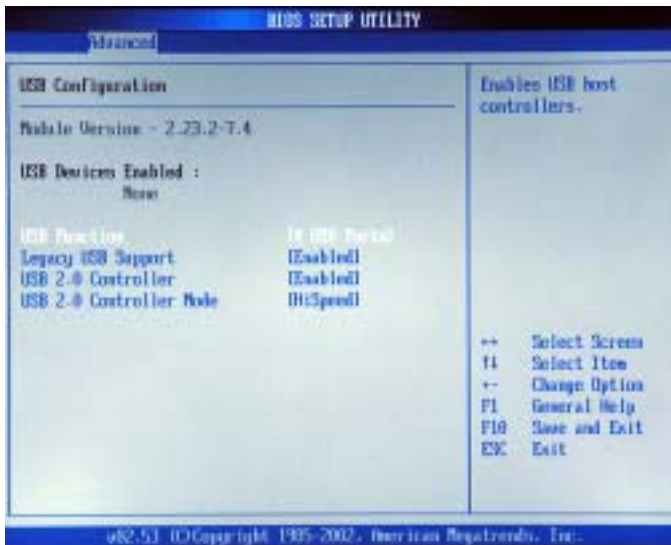 BIOS SETUP UTILITY
Advanced
USB Configuration
Module Version - 2.23.2-7.4
USB Devices Enabled :
None
USB Function
Legacy USB Support [Enabled]
USB 2.0 Controller [Enabled]
USB 2.0 Controller Mode [HiSpeed]
Enables USB host
controllers.
↔ Select Screen
↑↓ Select Item
+- Change Option
F1 General Help
F10 Save and Exit
ESC Exit
v02.53 (C)Copyright 1985-2002, American Megatrends, Inc.